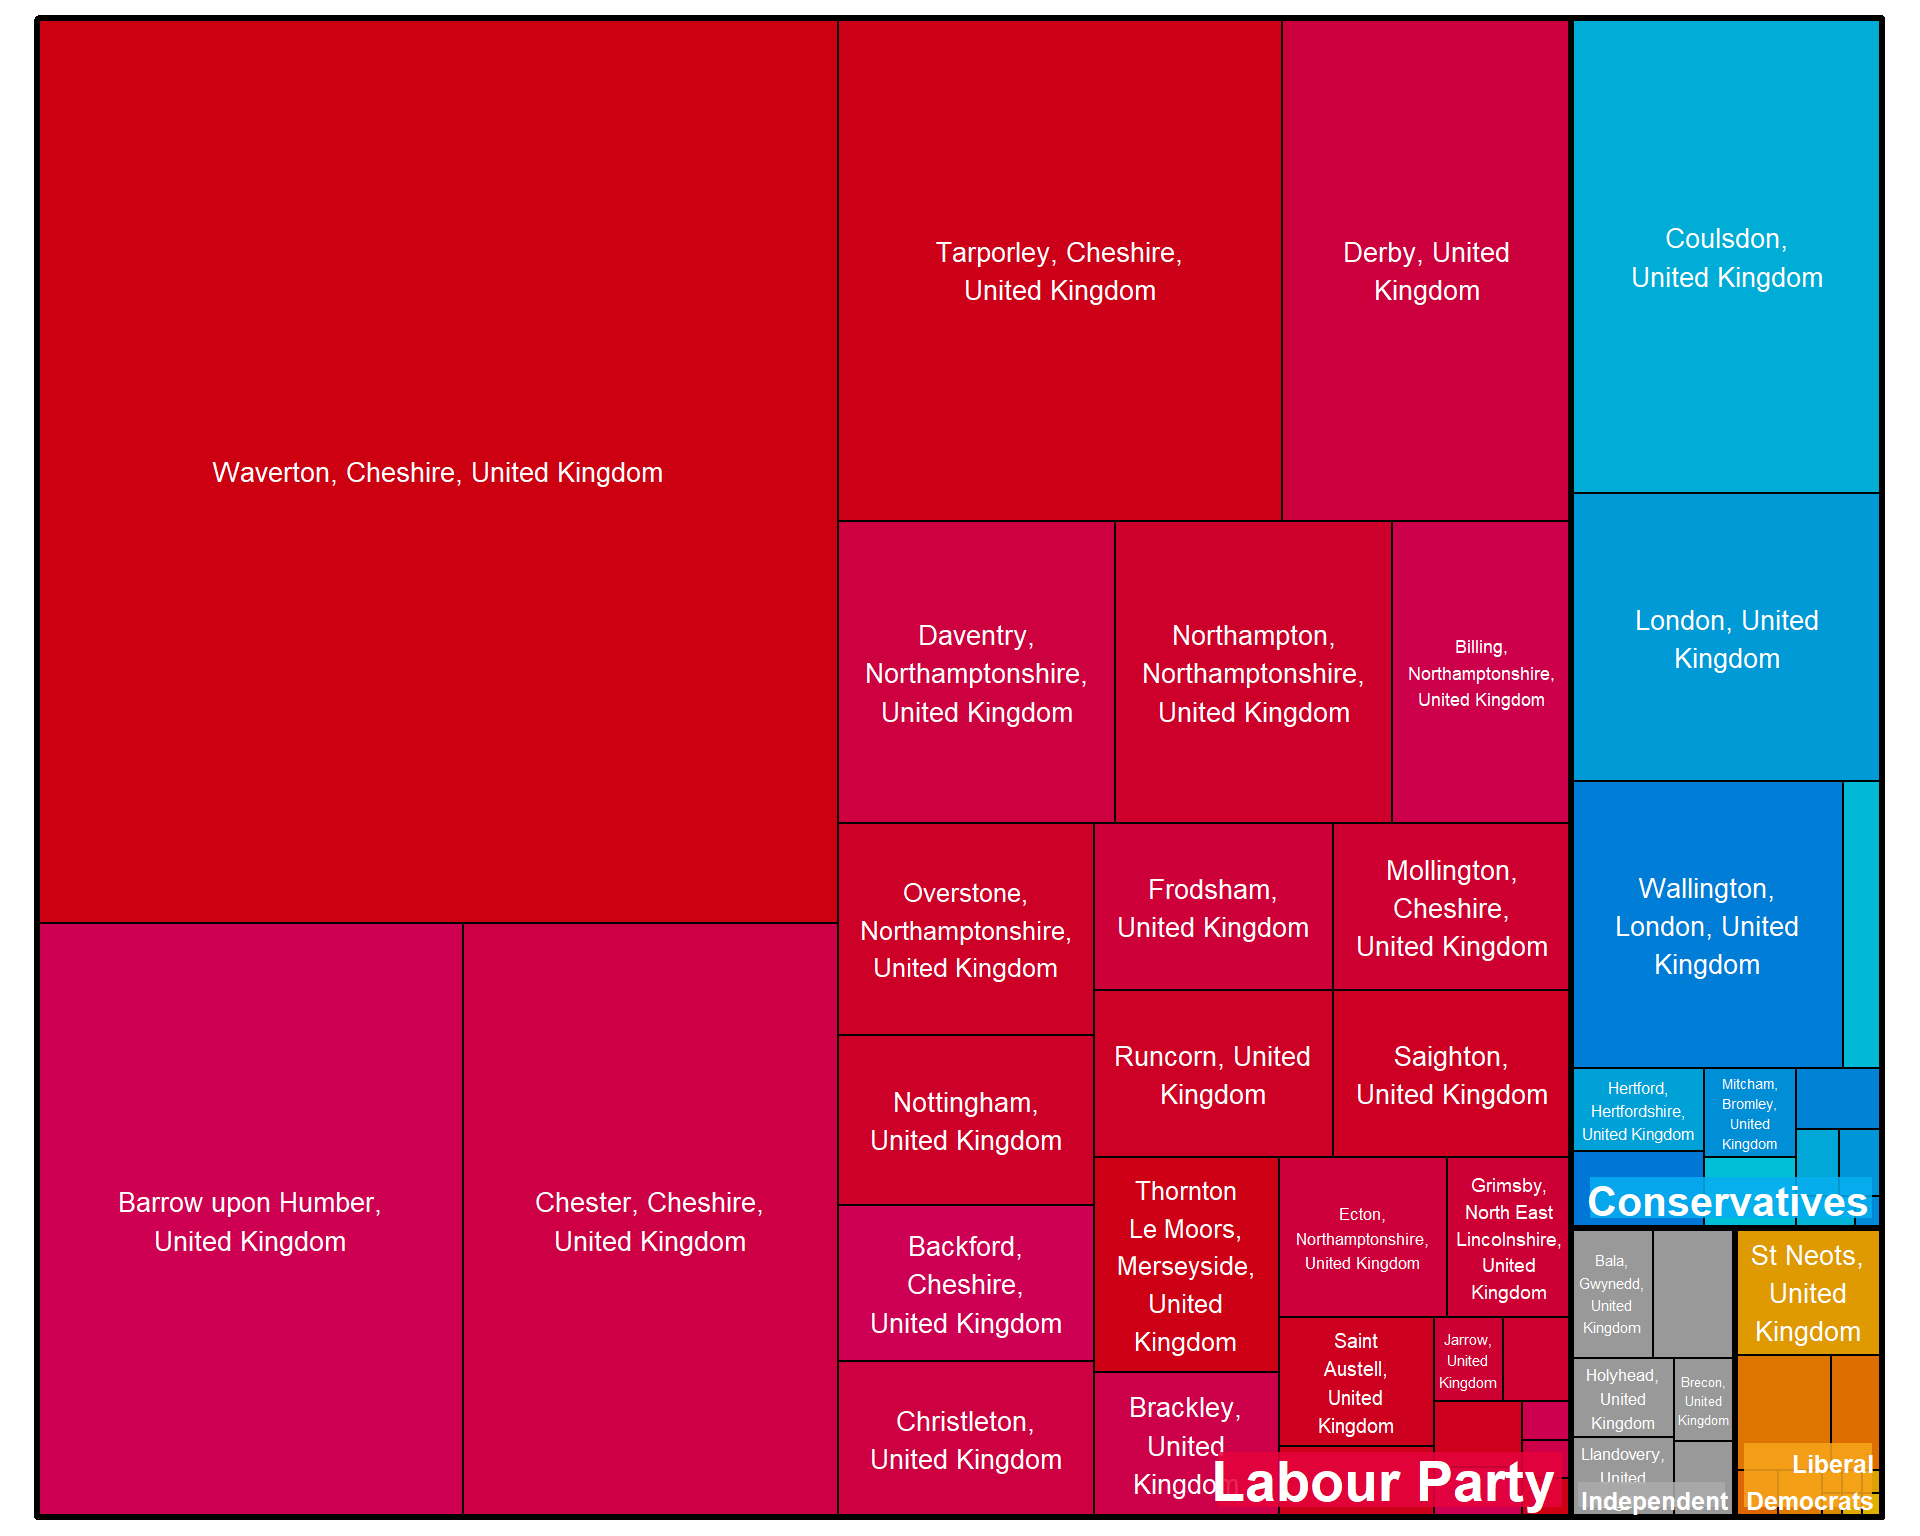 Waverton, Cheshire, United Kingdom
Barrow upon Humber,
United Kingdom
Chester, Cheshire,
United Kingdom
Tarporley, Cheshire,
United Kingdom
Derby, United
Kingdom
Daventry,
Northamptonshire,
United Kingdom
Northampton,
Northamptonshire,
United Kingdom
Billing,
Northamptonshire,
United Kingdom
Overstone,
Northamptonshire,
United Kingdom
Frodsham,
United Kingdom
Mollington,
Cheshire,
United Kingdom
Runcorn, United
Kingdom
Saighton,
United Kingdom
Nottingham,
United Kingdom
Backford,
Cheshire,
United Kingdom
Christleton,
United Kingdom
Thornton
Le Moors,
Merseyside,
United
Kingdom
Brackley,
United
Kingdom
Ecton,
Northamptonshire,
United Kingdom
Grimsby,
North East
Lincolnshire,
United
Kingdom
Saint
Austell,
United
Kingdom
Jarrow,
United
Kingdom
Labour Party
Coulsdon,
United Kingdom
London, United
Kingdom
Wallington,
London, United
Kingdom
Hertford,
Hertfordshire,
United Kingdom
Mitcham,
Bromley,
United
Kingdom
Conservatives
Bala,
Gwynedd,
United
Kingdom
Holyhead,
United
Kingdom
Brecon,
United
Kingdom
Llandovery,
United
Independent
St Neots,
United
Kingdom
Liberal
Democrats